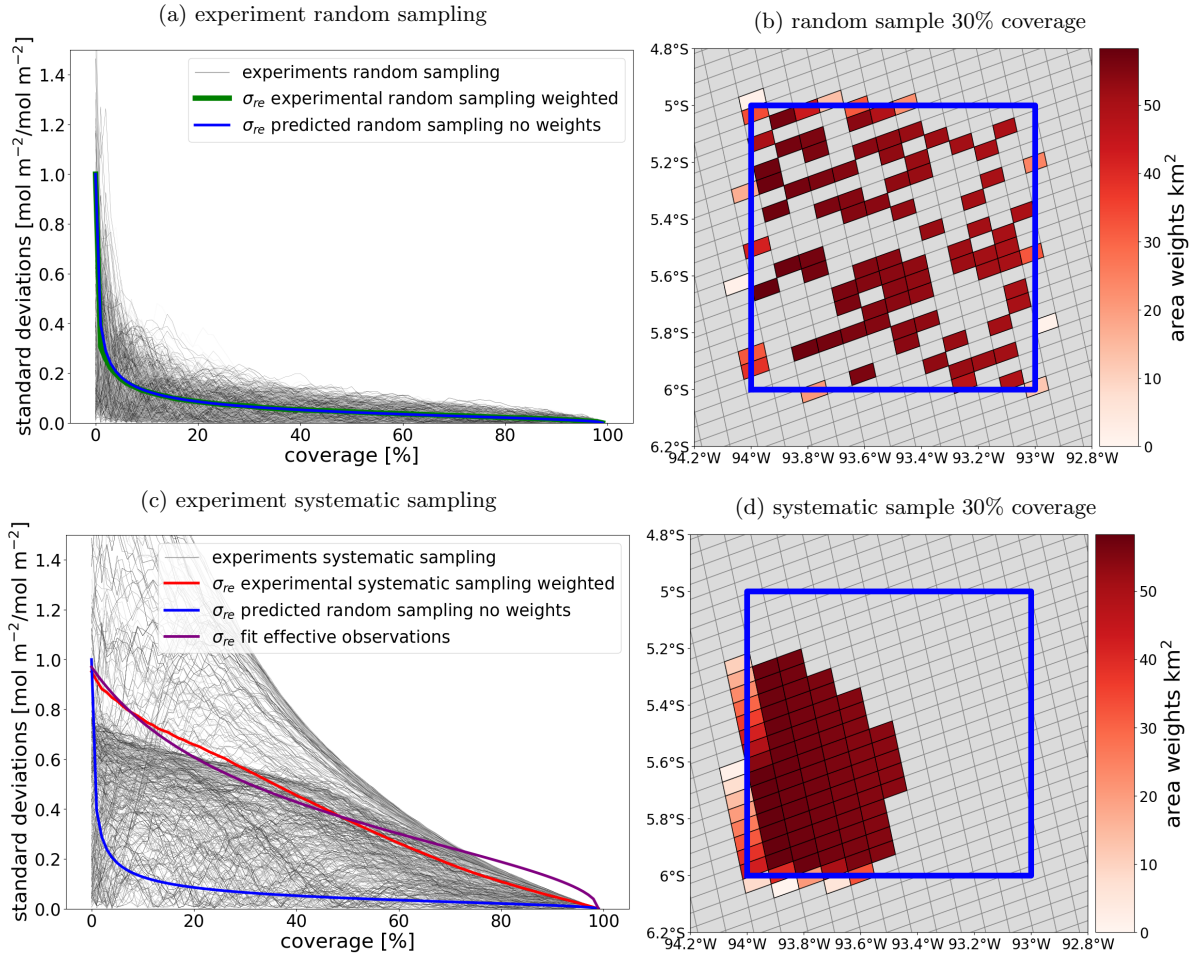 (a) experiment random sampling
standard deviations [mol m⁻²/mol m⁻²]
1.4
1.2
1.0
0.8
0.6
0.4
0.2
0.0
experiments random sampling
σre experimental random sampling weighted
σre predicted random sampling no weights
0 20 40 60 80 100
coverage [%]
(b) random sample 30% coverage
4.8°S
5°S
5.2°S
5.4°S
5.6°S
5.8°S
6°S
6.2°S
94.2°W 94°W 93.8°W 93.6°W 93.4°W 93.2°W 93°W 92.8°W
50
40
30
20
10
0
area weights km²
(c) experiment systematic sampling
standard deviations [mol m⁻²/mol m⁻²]
1.4
1.2
1.0
0.8
0.6
0.4
0.2
0.0
experiments systematic sampling
σre experimental systematic sampling weighted
σre predicted random sampling no weights
σre fit effective observations
0 20 40 60 80 100
coverage [%]
(d) systematic sample 30% coverage
4.8°S
5°S
5.2°S
5.4°S
5.6°S
5.8°S
6°S
6.2°S
94.2°W 94°W 93.8°W 93.6°W 93.4°W 93.2°W 93°W 92.8°W
50
40
30
20
10
0
area weights km²